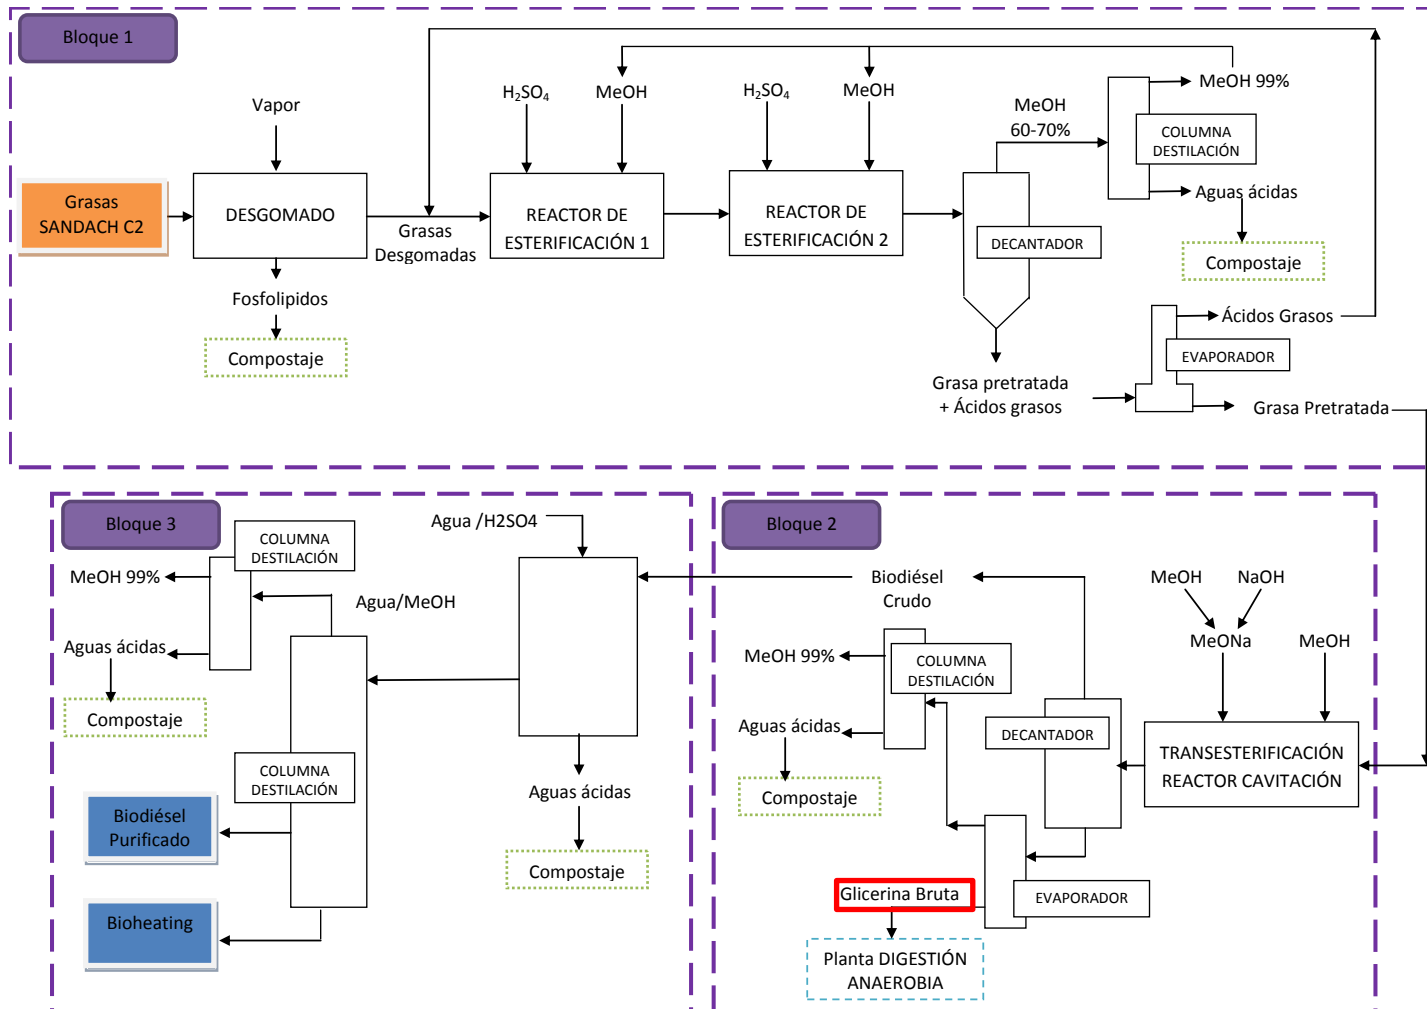 Bloque 1
Vapor
H2SO4
MeOH
H2SO4
MeOH
MeOH
60-70%
MeOH 99%
COLUMNA
DESTILACIÓN
Grasas
SANDACH C2
DESGOMADO
Grasas
Desgomadas
REACTOR DE
ESTERIFICACIÓN 1
REACTOR DE
ESTERIFICACIÓN 2
DECANTADOR
Aguas ácidas
Compostaje
Fosfolipidos
Compostaje
Ácidos Grasos
EVAPORADOR
Grasa pretratada
+ Ácidos grasos
Grasa Pretratada
Bloque 3
COLUMNA
DESTILACIÓN
Agua /H2SO4
MeOH 99%
Agua/MeOH
Aguas ácidas
Compostaje
COLUMNA
DESTILACIÓN
Aguas ácidas
Compostaje
Biodiésel
Purificado
Bioheating
Bloque 2
Biodiésel
Crudo
MeOH
NaOH
MeONa
MeOH
MeOH 99%
COLUMNA
DESTILACIÓN
Aguas ácidas
Compostaje
DECANTADOR
TRANSESTERIFICACIÓN
REACTOR CAVITACIÓN
Glicerina Bruta
EVAPORADOR
Planta DIGESTIÓN
ANAEROBIA